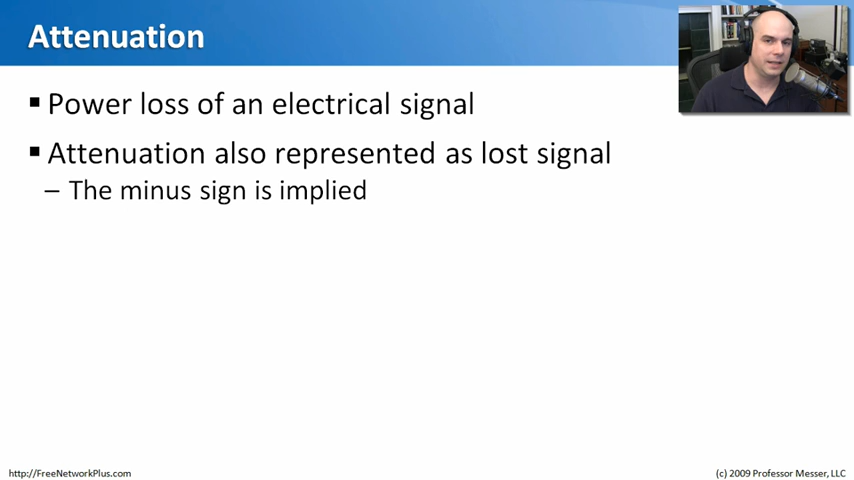 Attenuation
▪ Power loss of an electrical signal
▪ Attenuation also represented as lost signal
– The minus sign is implied
http://FreeNetworkPlus.com
(c) 2009 Professor Messer, LLC